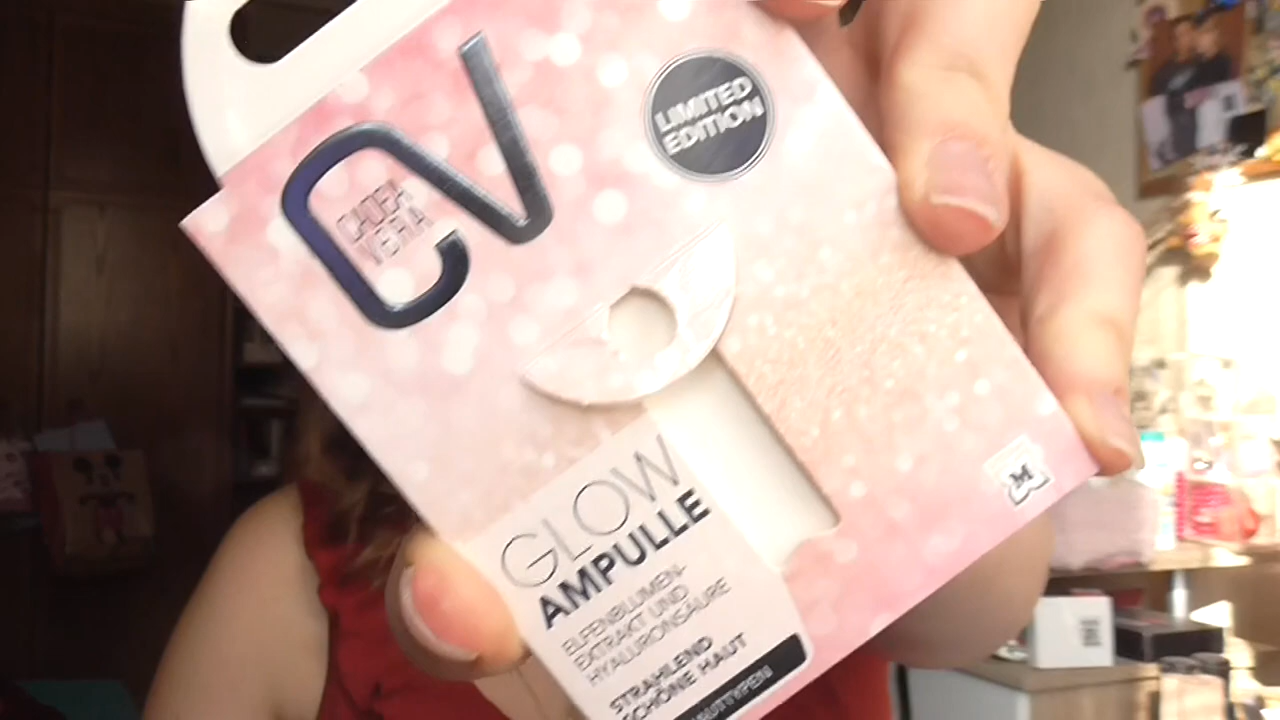 CV
CADEA
VERA
LIMITED
EDITION
GLOW
AMPULLE
ELFENBLUMEN-
EXTRAKT UND
HYALURONSÄURE
STRAHLEND
SCHÖNE HAUT
M